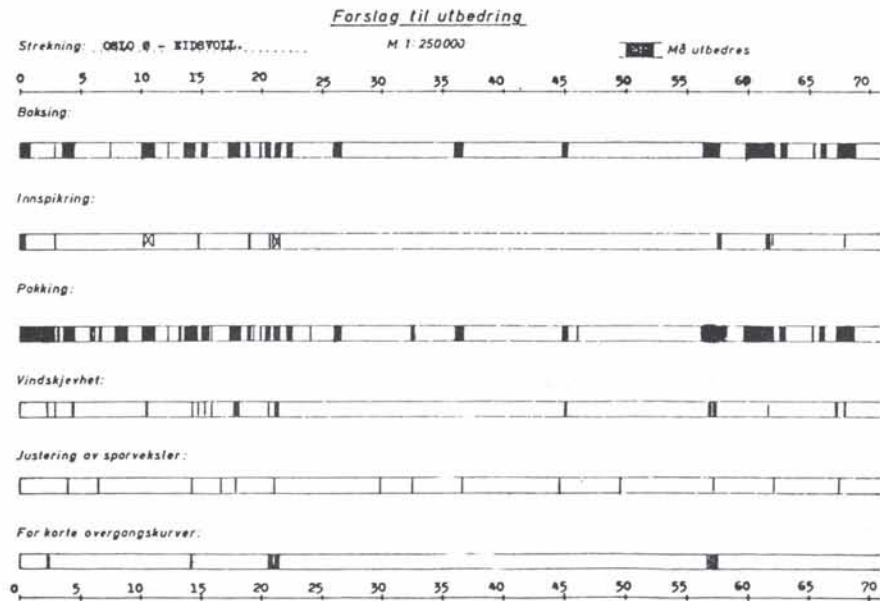 Forslag til utbedring
Strekning: OSLO Ø - EIDSVOLL. M 1:250000 Må utbedres
0 5 10 15 20 25 30 35 40 45 50 55 60 65 70
Baksing:
Innspikring:
Pakking:
Vindskjevhet:
Justering av sporveksler:
For korte overgangskurver:
0 5 10 15 20 25 30 35 40 45 50 55 60 65 70